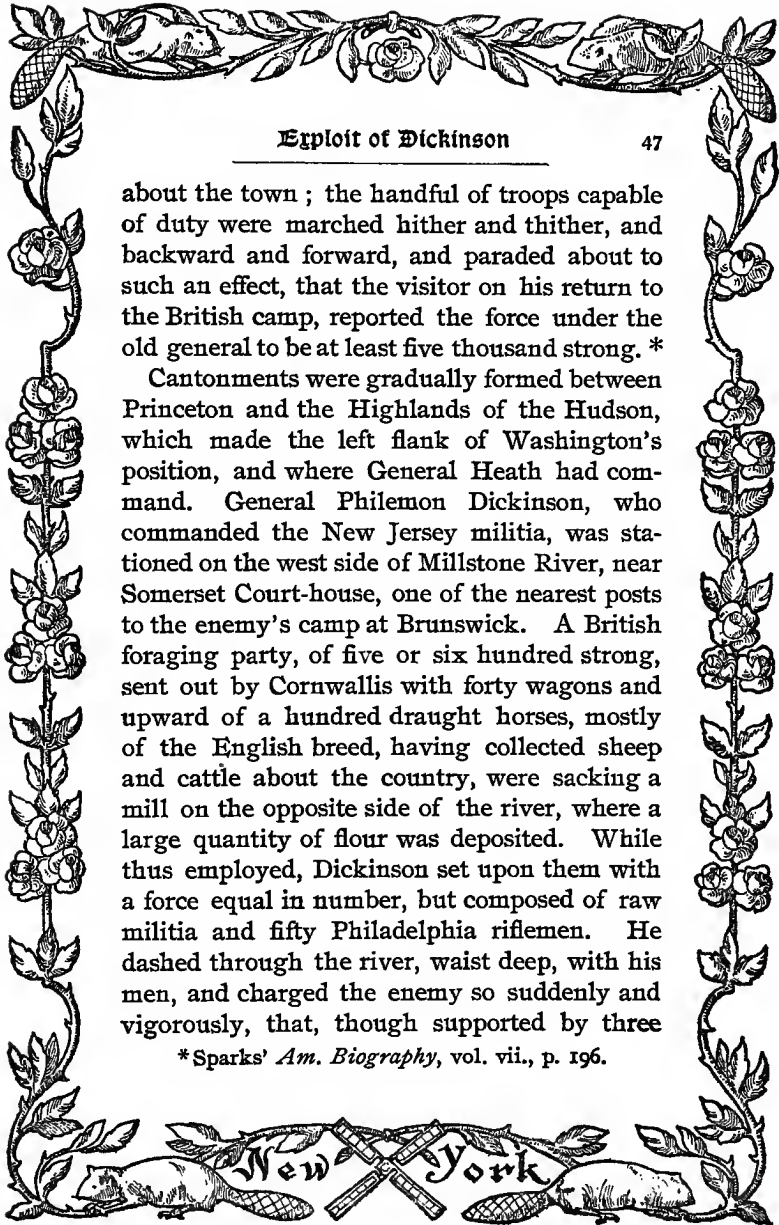 Exploit of Dickinson 47
about the town ; the handful of troops capable
of duty were marched hither and thither, and
backward and forward, and paraded about to
such an effect, that the visitor on his return to
the British camp, reported the force under the
old general to be at least five thousand strong. *
Cantonments were gradually formed between
Princeton and the Highlands of the Hudson,
which made the left flank of Washington's
position, and where General Heath had com-
mand. General Philemon Dickinson, who
commanded the New Jersey militia, was sta-
tioned on the west side of Millstone River, near
Somerset Court-house, one of the nearest posts
to the enemy's camp at Brunswick. A British
foraging party, of five or six hundred strong,
sent out by Cornwallis with forty wagons and
upward of a hundred draught horses, mostly
of the English breed, having collected sheep
and cattle about the country, were sacking a
mill on the opposite side of the river, where a
large quantity of flour was deposited. While
thus employed, Dickinson set upon them with
a force equal in number, but composed of raw
militia and fifty Philadelphia riflemen. He
dashed through the river, waist deep, with his
men, and charged the enemy so suddenly and
vigorously, that, though supported by three
* Sparks' Am. Biography, vol. vii., p. 196.
New York